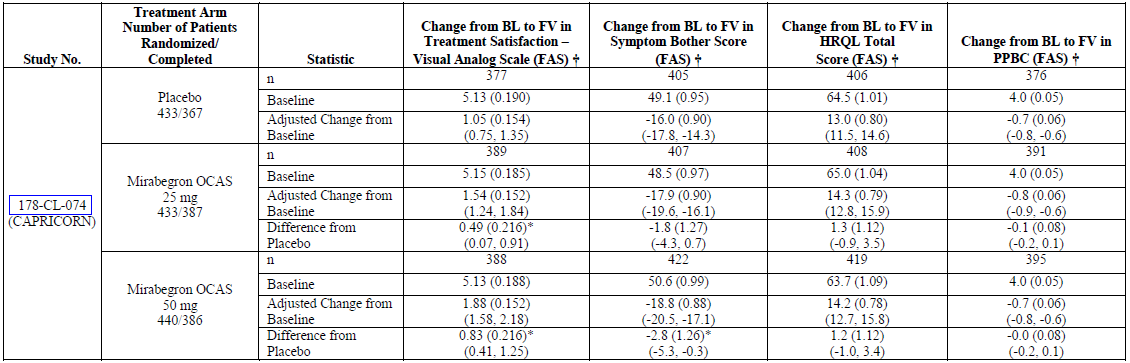 Study No. | Treatment Arm Number of Patients Randomized/ Completed | Statistic | Change from BL to FV in Treatment Satisfaction – Visual Analog Scale (FAS) † | Change from BL to FV in Symptom Bother Score (FAS) † | Change from BL to FV in HRQL Total Score (FAS) † | Change from BL to FV in PPBC (FAS) †
178-CL-074 (CAPRICORN)
Placebo 433/367
n | 377 | 405 | 406 | 376
Baseline | 5.13 (0.190) | 49.1 (0.95) | 64.5 (1.01) | 4.0 (0.05)
Adjusted Change from Baseline | 1.05 (0.154) (0.75, 1.35) | -16.0 (0.90) (-17.8, -14.3) | 13.0 (0.80) (11.5, 14.6) | -0.7 (0.06) (-0.8, -0.6)
Mirabegron OCAS 25 mg 433/387
n | 389 | 407 | 408 | 391
Baseline | 5.15 (0.185) | 48.5 (0.97) | 65.0 (1.04) | 4.0 (0.05)
Adjusted Change from Baseline | 1.54 (0.152) (1.24, 1.84) | -17.9 (0.90) (-19.6, -16.1) | 14.3 (0.79) (12.8, 15.9) | -0.8 (0.06) (-0.9, -0.6)
Difference from Placebo | 0.49 (0.216)* (0.07, 0.91) | -1.8 (1.27) (-4.3, 0.7) | 1.3 (1.12) (-0.9, 3.5) | -0.1 (0.08) (-0.2, 0.1)
Mirabegron OCAS 50 mg 440/386
n | 388 | 422 | 419 | 395
Baseline | 5.13 (0.188) | 50.6 (0.99) | 63.7 (1.09) | 4.0 (0.05)
Adjusted Change from Baseline | 1.88 (0.152) (1.58, 2.18) | -18.8 (0.88) (-20.5, -17.1) | 14.2 (0.78) (12.7, 15.8) | -0.7 (0.06) (-0.8, -0.6)
Difference from Placebo | 0.83 (0.216)* (0.41, 1.25) | -2.8 (1.26)* (-5.3, -0.3) | 1.2 (1.12) (-1.0, 3.4) | -0.0 (0.08) (-0.2, 0.1)